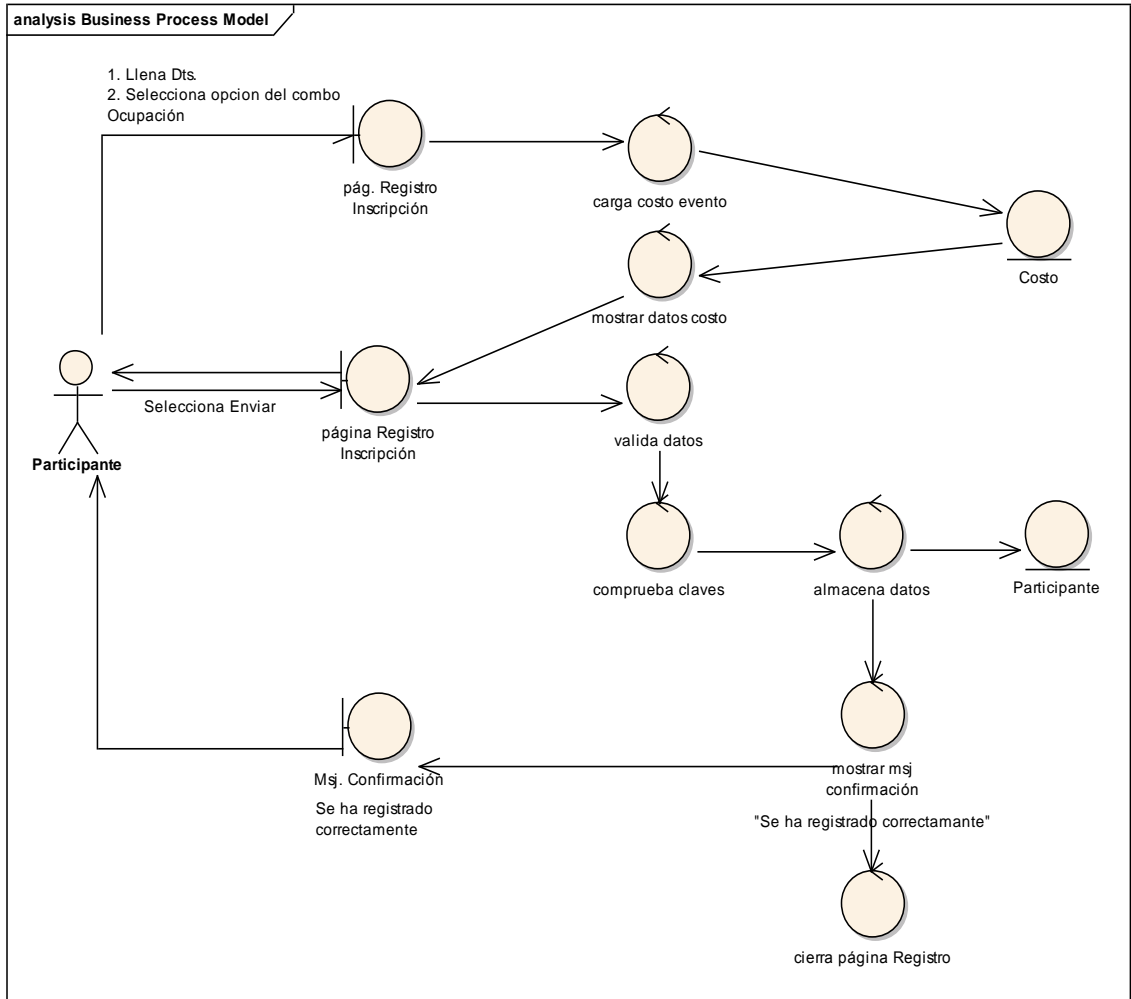 analysis Business Process Model
1. Llena Dts.
2. Selecciona opcion del combo
Ocupación
pág. Registro
Inscripción
carga costo evento
Costo
mostrar datos costo
Selecciona Enviar
página Registro
Inscripción
valida datos
Participante
comprueba claves
almacena datos
Participante
Msj. Confirmación
Se ha registrado
correctamente
mostrar msj
confirmación
"Se ha registrado correctamante"
cierra página Registro